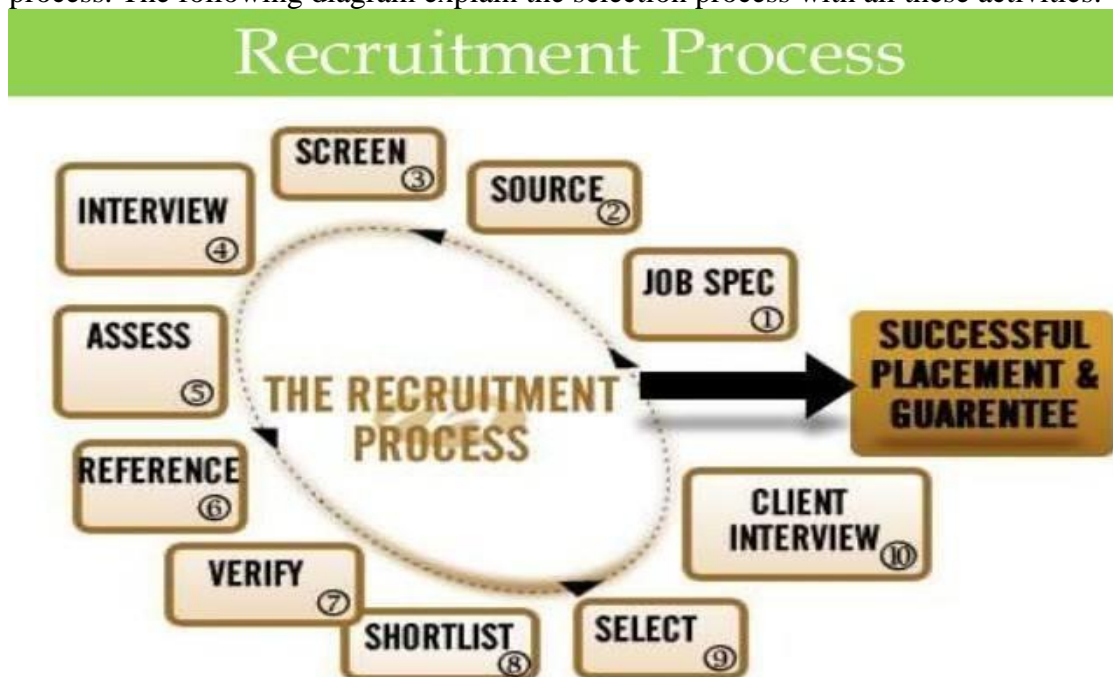 process. The following diagram explain the selection process with all these activities.
Recruitment Process
SCREEN
③
SOURCE
②
INTERVIEW
④
JOB SPEC
①
ASSESS
⑤
SUCCESSFUL
PLACEMENT &
GUARENTEE
THE RECRUITMENT
PROCESS
REFERENCE
⑥
CLIENT
INTERVIEW
⑩
VERIFY
⑦
SHORTLIST
⑧
SELECT
⑨